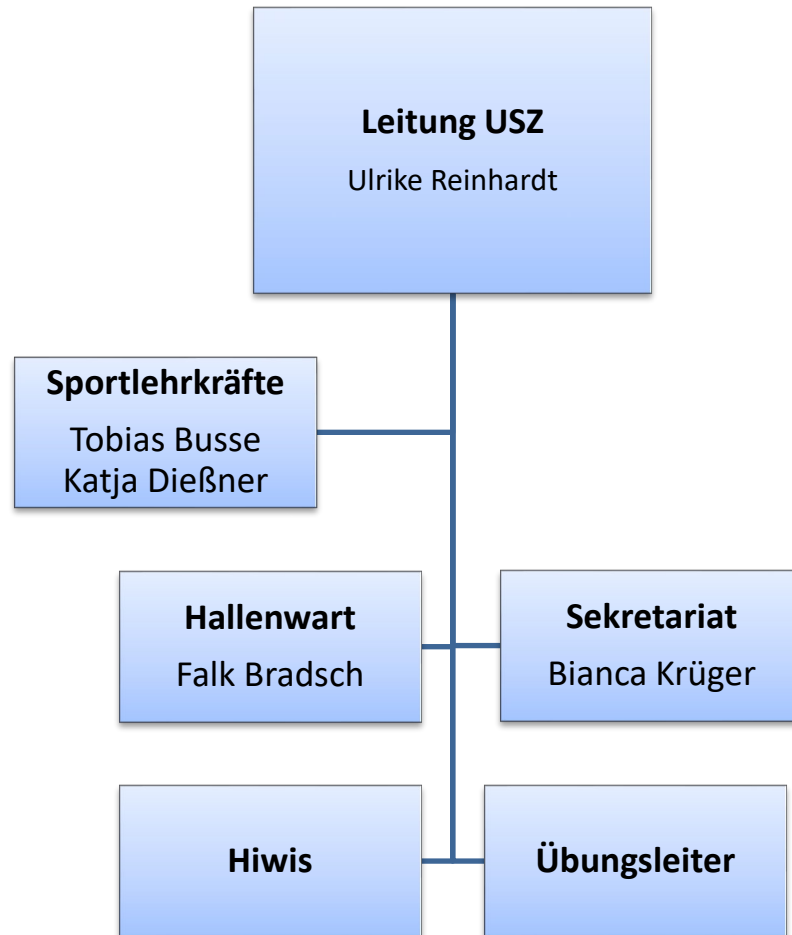 Leitung USZ
Ulrike Reinhardt
Sportlehrkräfte
Tobias Busse
Katja Dießner
Hallenwart
Falk Bradsch
Sekretariat
Bianca Krüger
Hiwis
Übungsleiter